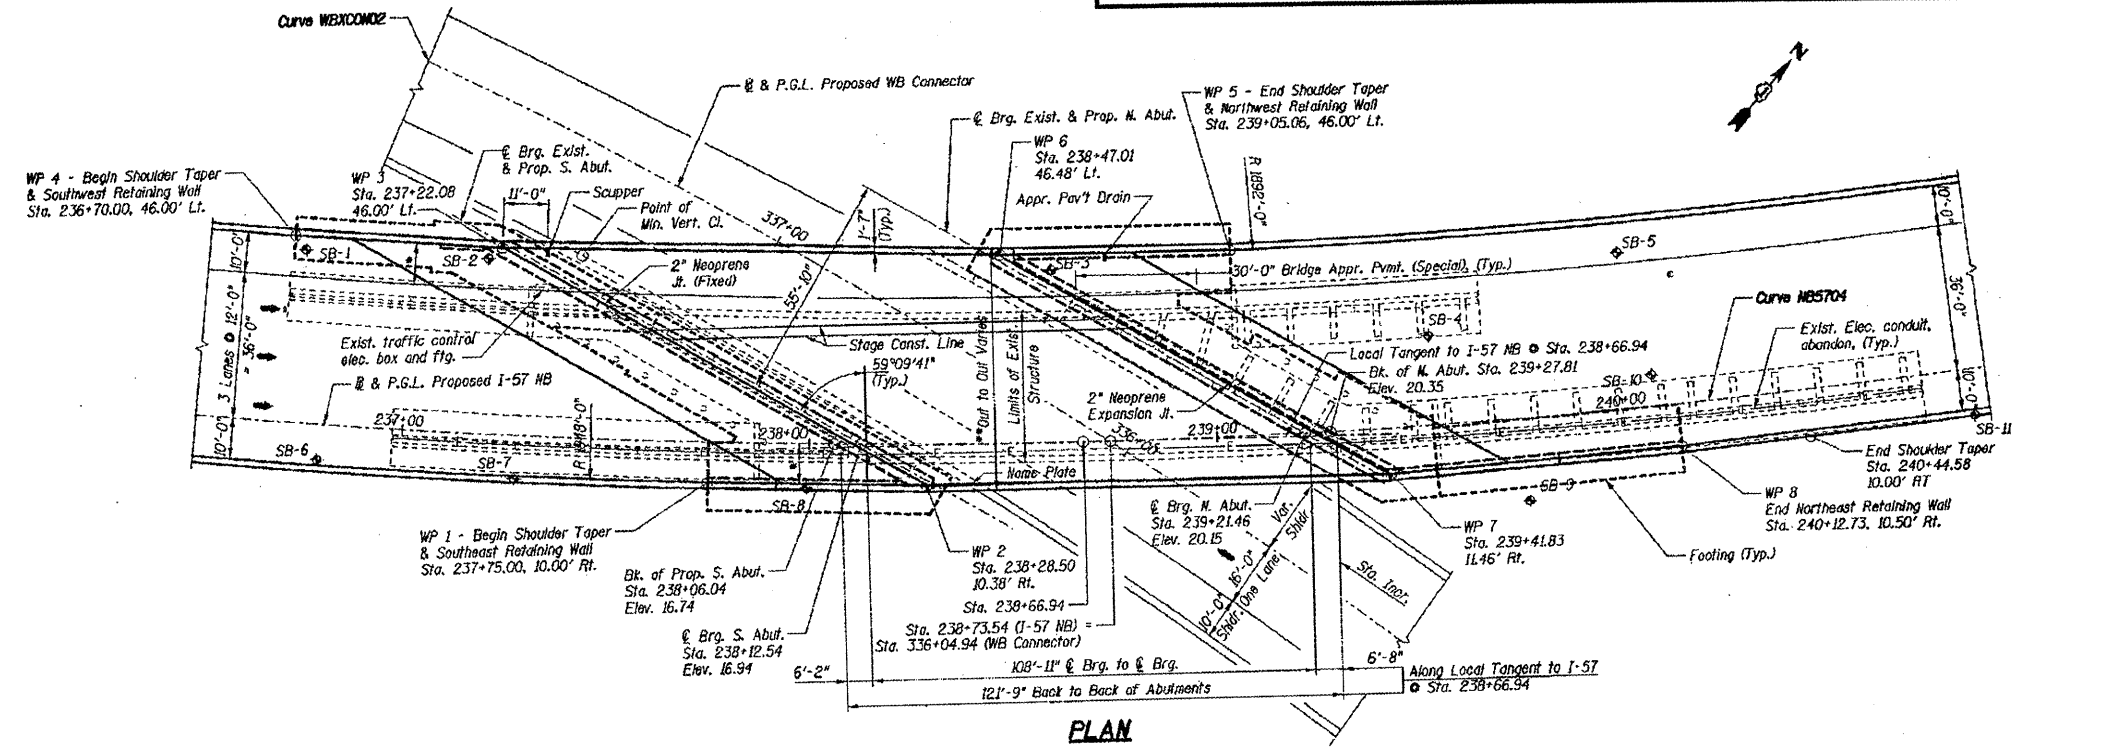 Curve WBXCON02
N
℄ & P.G.L. Proposed WB Connector
WP 5 - End Shoulder Taper
& Northwest Retaining Wall
Sta. 239+05.06, 46.00' Lt.
℄ Brg. Exist. & Prop. N. Abut.
WP 6
Sta. 238+47.01
46.48' Lt.
Appr. Pav't Drain
R 1892'-0"
℄ Brg. Exist.
& Prop. S. Abut.
WP 4 - Begin Shoulder Taper
& Southwest Retaining Wall
Sta. 236+70.00, 46.00' Lt.
WP 3
Sta. 237+22.08
46.00' Lt.
11'-0"
Scupper
Point of
Min. Vert. Cl.
337+00
1'-7"
(Typ.)
SB-1
SB-2
SB-3
SB-5
10'-0"
10'-0"
2" Neoprene
Jt. (Fixed)
55'-10"
30'-0" Bridge Appr. Pvmt. (Special), (Typ.)
Curve NB5704
36'-0"
3 Lanes @ 12'-0"
= 36'-0"
Exist. traffic control
elec. box and ftg.
Stage Const. Line
59°09'41"
(Typ.)
**Out to Out Varies
Limits of Exist.
Structure
SB-4
Exist. Elec. conduit,
abandon, (Typ.)
Local Tangent to I-57 NB @ Sta. 238+66.94
Bk. of N. Abut. Sta. 239+27.81
Elev. 20.35
SB-10
240+00
℄ & P.G.L. Proposed I-57 NB
2" Neoprene
Expansion Jt.
10'-0"
10'-0"
237+00
238+00
239+00
SB-6
SB-7
SB-8
SB-9
SB-11
Name Plate
End Shoulder Taper
Sta. 240+44.58
10.00' RT
WP 8
End Northeast Retaining Wall
Sta. 240+12.73, 10.50' Rt.
WP 1 - Begin Shoulder Taper
& Southeast Retaining Wall
Sta. 237+75.00, 10.00' Rt.
℄ Brg. N. Abut.
Sta. 239+21.46
Elev. 20.15
Var.
Shldr.
WP 7
Sta. 239+41.83
11.46' Rt.
Footing (Typ.)
WP 2
Sta. 238+28.50
10.38' Rt.
Bk. of Prop. S. Abut.
Sta. 238+06.04
Elev. 16.74
16'-0"
One Lane
10'-0"
Shldr.
Sta. Incr.
Sta. 238+66.94
Sta. 238+73.54 (I-57 NB) =
Sta. 336+04.94 (WB Connector)
℄ Brg. S. Abut.
Sta. 238+12.54
Elev. 16.94
6'-2"
108'-11" ℄ Brg. to ℄ Brg.
6'-8"
121'-9" Back to Back of Abutments
Along Local Tangent to I-57
@ Sta. 238+66.94
PLAN